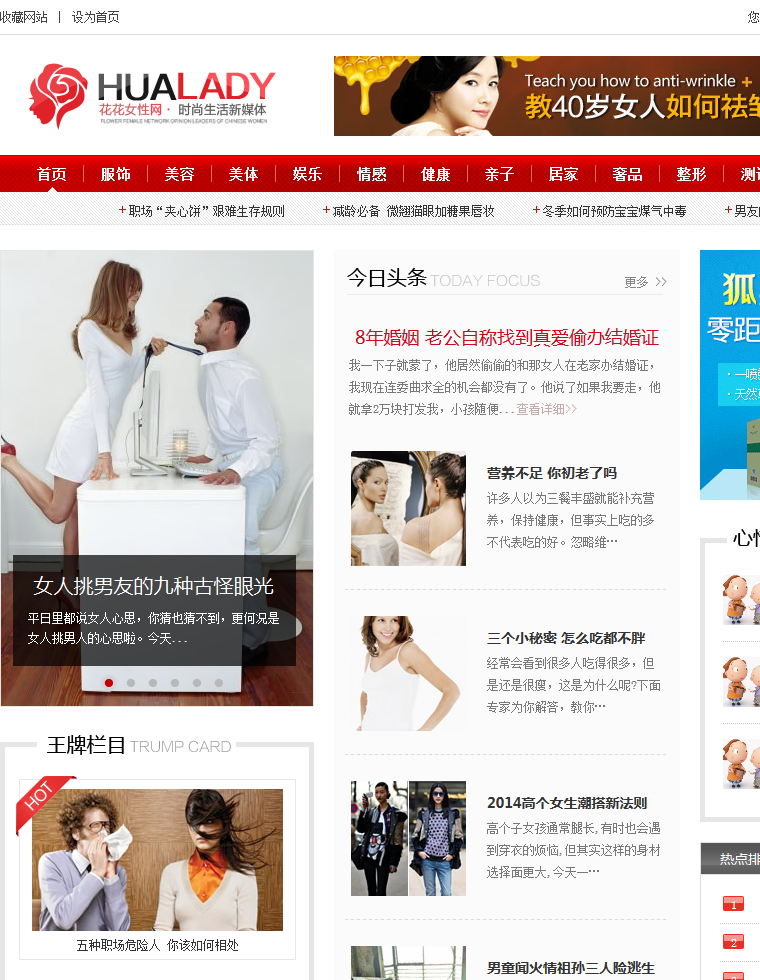 收藏网站 | 设为首页
您
HUALADY
花花女性网· 时尚生活新媒体
FLOWER FEMALE NETWORK OPINION LEADERS OF CHINESE WOMEN
Teach you how to anti-wrinkle +
教40岁女人如何祛皱
首页 服饰 美容 美体 娱乐 情感 健康 亲子 居家 奢品 整形
+职场“夹心饼”艰难生存规则 +减龄必备 微翘猫眼加糖果唇妆 +冬季如何预防宝宝煤气中毒 +男友
女人挑男友的九种古怪眼光
平日里都说女人心思，你猜也猜不到，更何况是
女人挑男人的心思啦。今天...
王牌栏目 TRUMP CARD
HOT
五种职场危险人 你该如何相处
今日头条 TODAY FOCUS 更多 >>
8年婚姻 老公自称找到真爱偷办结婚证
我一下子就蒙了，他居然偷偷的和那女人在老家办结婚证，
我现在连委曲求全的机会都没有了。他说了如果我要走，他
就拿2万块打发我，小孩随便...查看详细>>
营养不足 你初老了吗
许多人以为三餐丰盛就能补充营
养，保持健康，但事实上吃的多
不代表吃的好。忽略维…
三个小秘密 怎么吃都不胖
经常会看到很多人吃得很多，但
是还是很瘦，这是为什么呢?下面
专家为你解答，教你…
2014高个女生潮搭新法则
高个子女孩通常腿长,有时也会遇
到穿衣的烦恼,但其实这样的身材
选择面更大,今天一…
男童闻火情祖孙三人险逃生
狐
零距
· 一喷
· 天然
心情
热点排
1
2